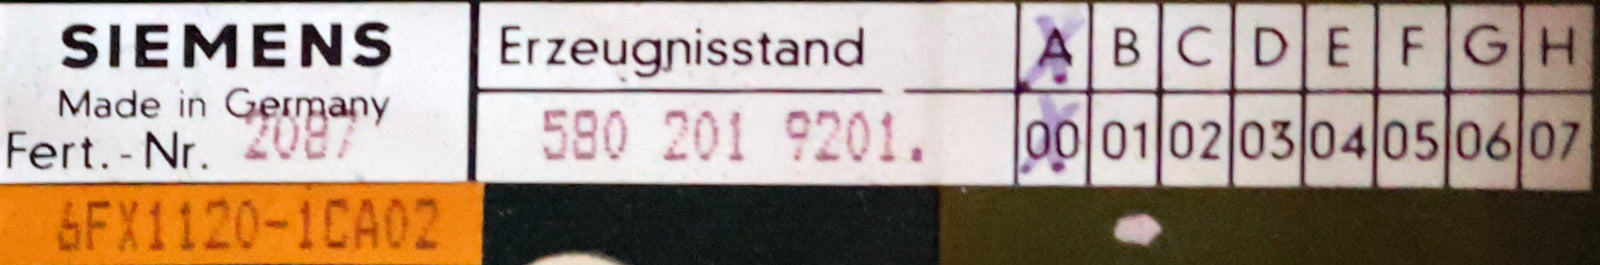 SIEMENS
Made in Germany
Fert.-Nr. 2087
6FX1120-1CA02
Erzeugnisstand A B C D E F G H
580 201 9201. 00 01 02 03 04 05 06 07